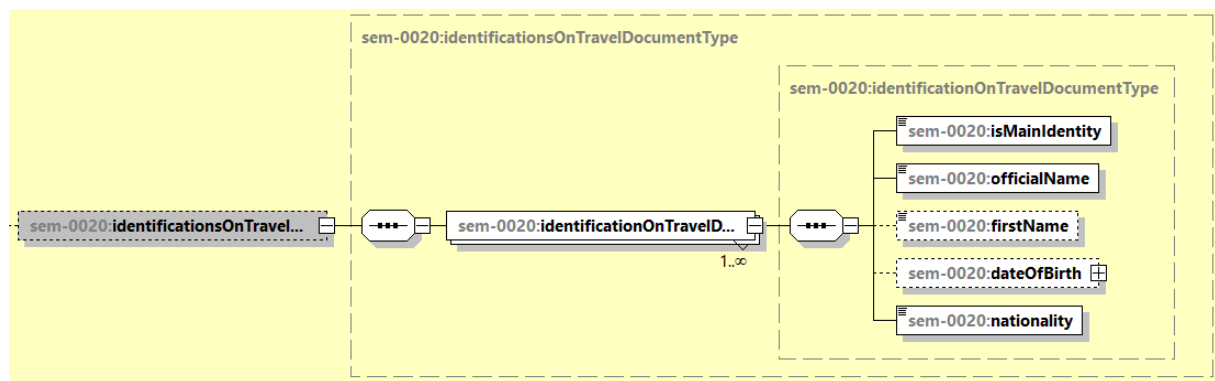 sem-0020:identificationsOnTravelDocumentType
sem-0020:identificationOnTravelDocumentType
sem-0020:isMainIdentity
sem-0020:officialName
sem-0020:identificationsOnTravel...
sem-0020:identificationOnTravelD...
sem-0020:firstName
1..∞
sem-0020:dateOfBirth
sem-0020:nationality